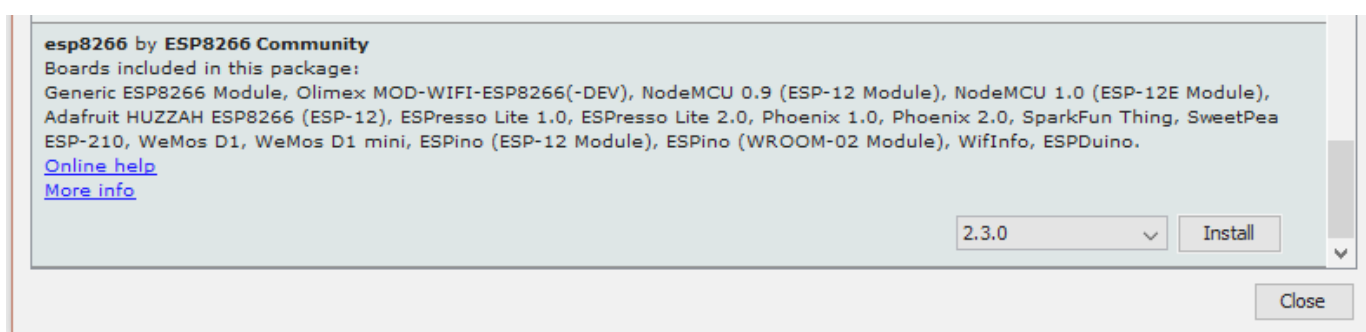 esp8266 by ESP8266 Community
Boards included in this package:
Generic ESP8266 Module, Olimex MOD-WIFI-ESP8266(-DEV), NodeMCU 0.9 (ESP-12 Module), NodeMCU 1.0 (ESP-12E Module),
Adafruit HUZZAH ESP8266 (ESP-12), ESPresso Lite 1.0, ESPresso Lite 2.0, Phoenix 1.0, Phoenix 2.0, SparkFun Thing, SweetPea
ESP-210, WeMos D1, WeMos D1 mini, ESPino (ESP-12 Module), ESPino (WROOM-02 Module), WifInfo, ESPDuino.
Online help
More info
2.3.0 Install
Close